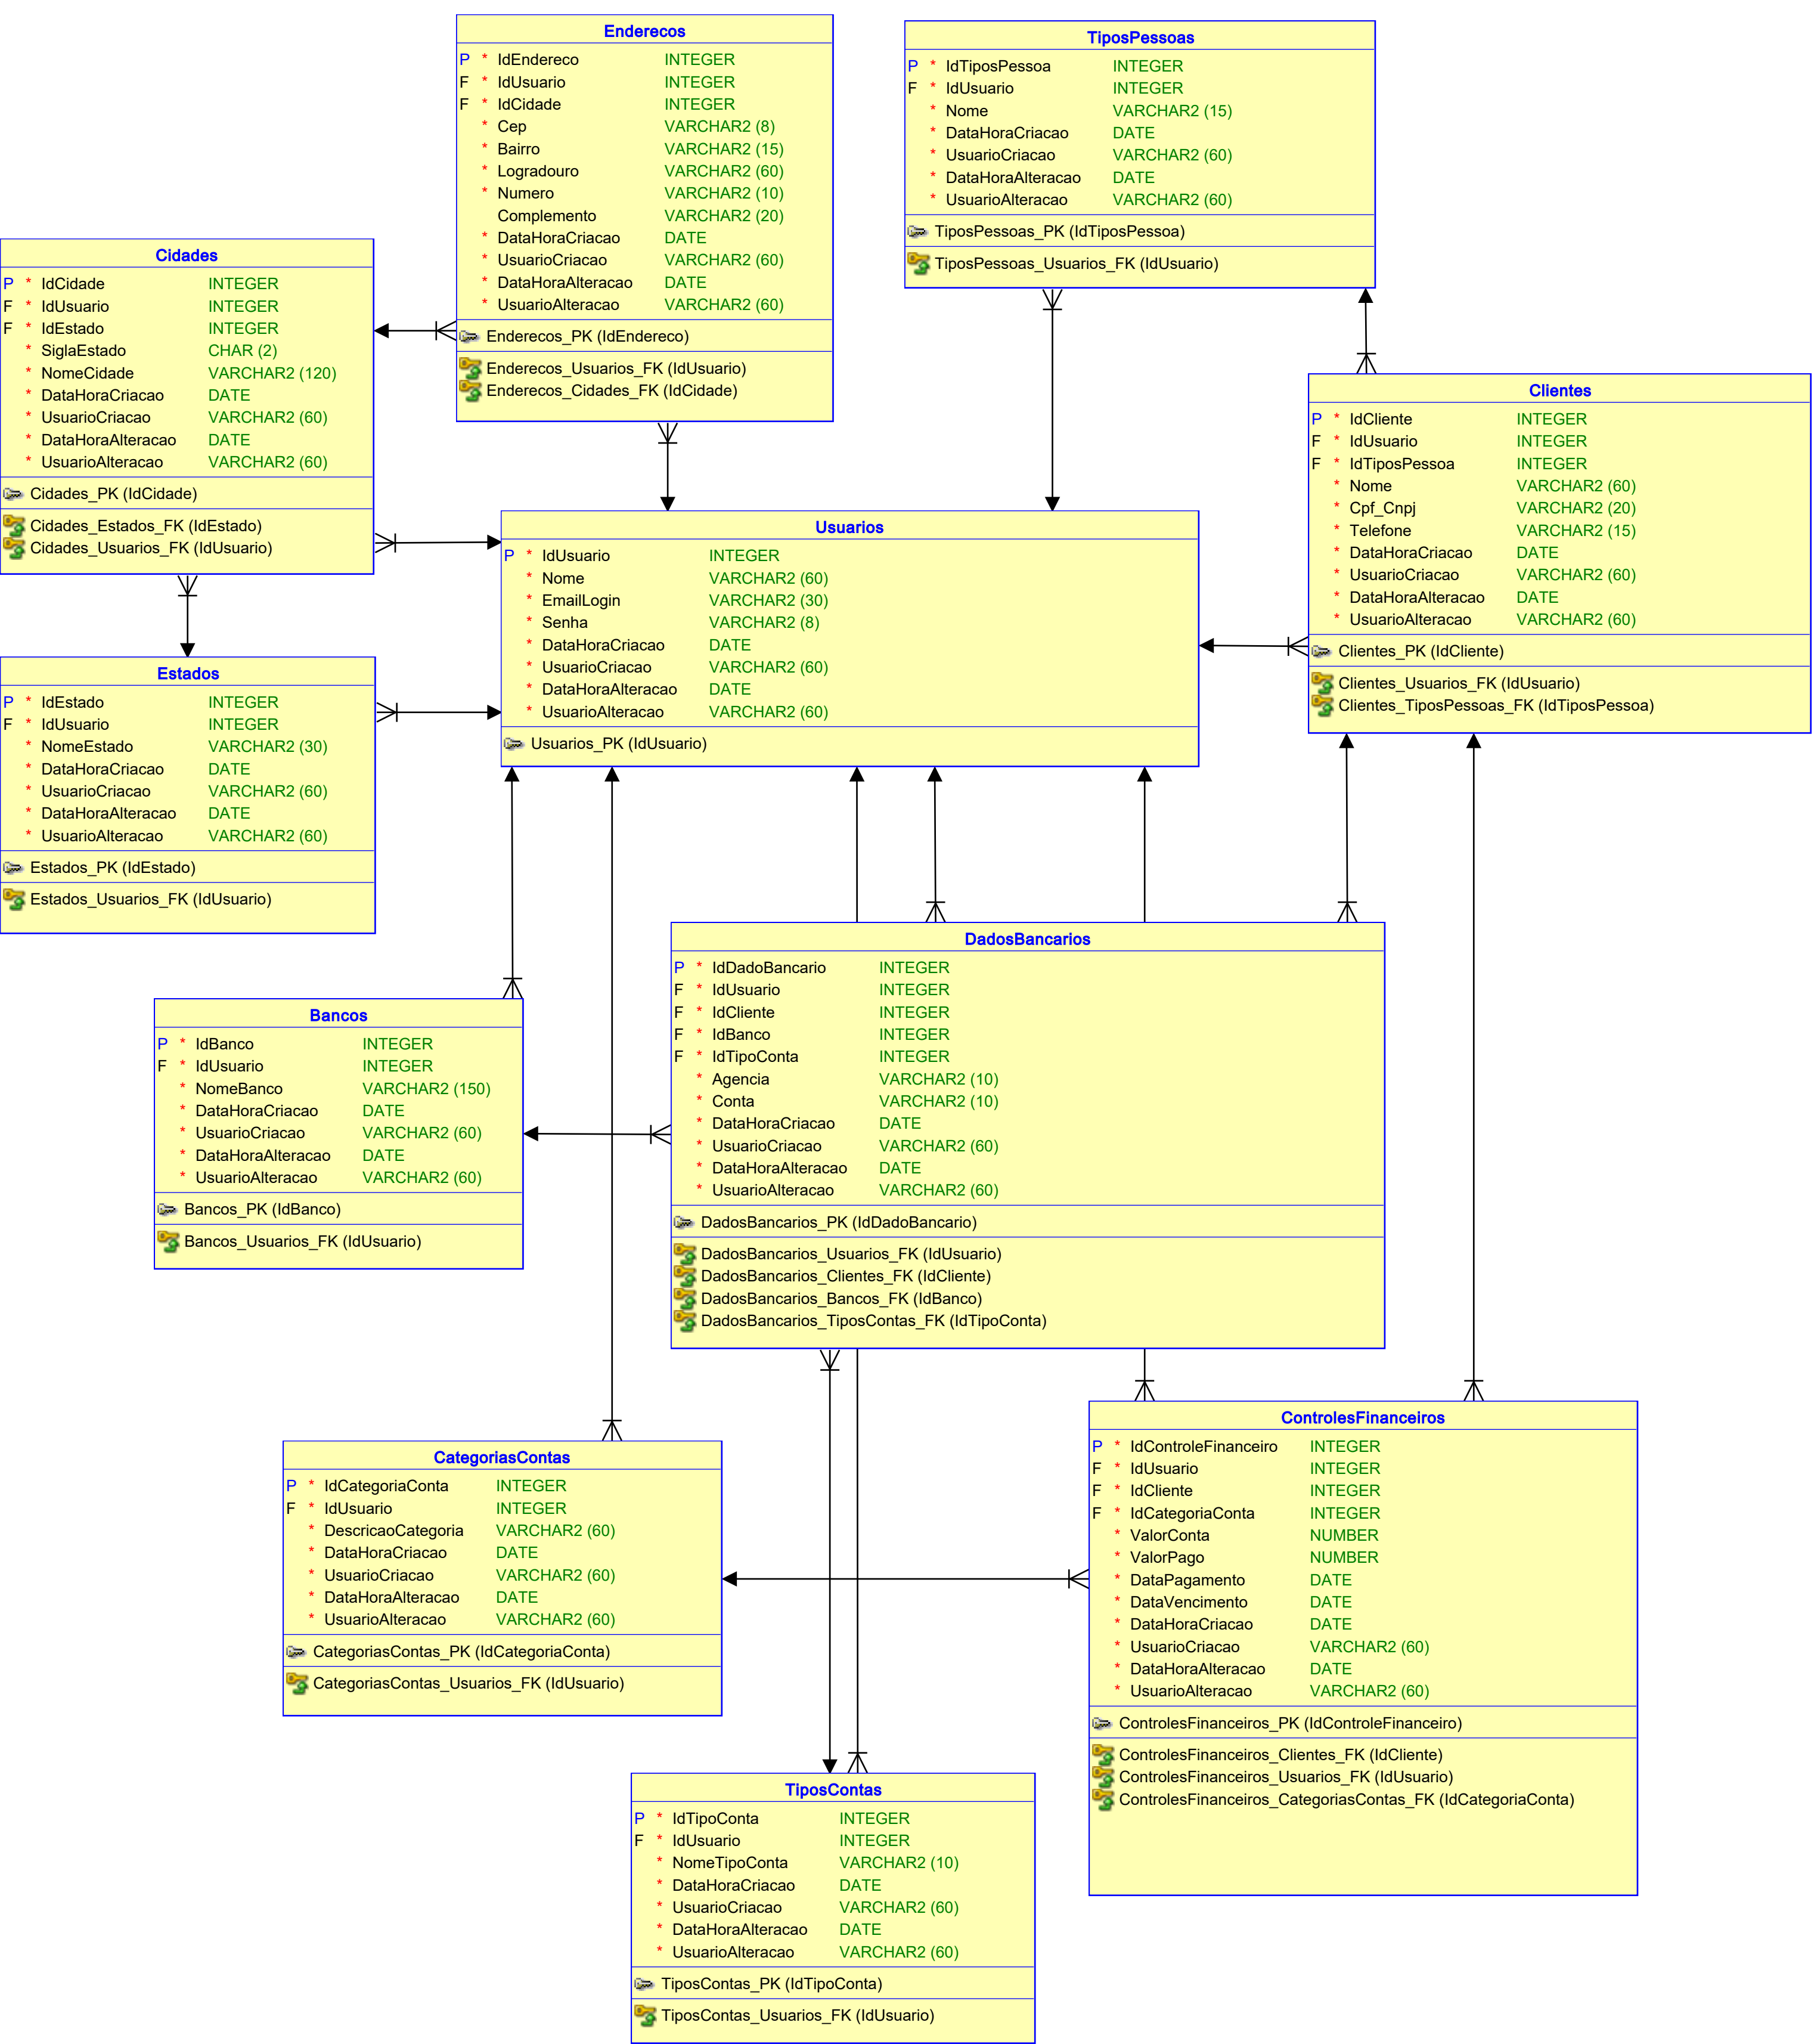 Enderecos
P * IdEndereco INTEGER
F * IdUsuario INTEGER
F * IdCidade INTEGER
* Cep VARCHAR2 (8)
* Bairro VARCHAR2 (15)
* Logradouro VARCHAR2 (60)
* Numero VARCHAR2 (10)
Complemento VARCHAR2 (20)
* DataHoraCriacao DATE
* UsuarioCriacao VARCHAR2 (60)
* DataHoraAlteracao DATE
* UsuarioAlteracao VARCHAR2 (60)
Enderecos_PK (IdEndereco)
Enderecos_Usuarios_FK (IdUsuario)
Enderecos_Cidades_FK (IdCidade)
TiposPessoas
P * IdTiposPessoa INTEGER
F * IdUsuario INTEGER
* Nome VARCHAR2 (15)
* DataHoraCriacao DATE
* UsuarioCriacao VARCHAR2 (60)
* DataHoraAlteracao DATE
* UsuarioAlteracao VARCHAR2 (60)
TiposPessoas_PK (IdTiposPessoa)
TiposPessoas_Usuarios_FK (IdUsuario)
Cidades
P * IdCidade INTEGER
F * IdUsuario INTEGER
F * IdEstado INTEGER
* SiglaEstado CHAR (2)
* NomeCidade VARCHAR2 (120)
* DataHoraCriacao DATE
* UsuarioCriacao VARCHAR2 (60)
* DataHoraAlteracao DATE
* UsuarioAlteracao VARCHAR2 (60)
Cidades_PK (IdCidade)
Cidades_Estados_FK (IdEstado)
Cidades_Usuarios_FK (IdUsuario)
Clientes
P * IdCliente INTEGER
F * IdUsuario INTEGER
F * IdTiposPessoa INTEGER
* Nome VARCHAR2 (60)
* Cpf_Cnpj VARCHAR2 (20)
* Telefone VARCHAR2 (15)
* DataHoraCriacao DATE
* UsuarioCriacao VARCHAR2 (60)
* DataHoraAlteracao DATE
* UsuarioAlteracao VARCHAR2 (60)
Clientes_PK (IdCliente)
Clientes_Usuarios_FK (IdUsuario)
Clientes_TiposPessoas_FK (IdTiposPessoa)
Usuarios
P * IdUsuario INTEGER
* Nome VARCHAR2 (60)
* EmailLogin VARCHAR2 (30)
* Senha VARCHAR2 (8)
* DataHoraCriacao DATE
* UsuarioCriacao VARCHAR2 (60)
* DataHoraAlteracao DATE
* UsuarioAlteracao VARCHAR2 (60)
Usuarios_PK (IdUsuario)
Estados
P * IdEstado INTEGER
F * IdUsuario INTEGER
* NomeEstado VARCHAR2 (30)
* DataHoraCriacao DATE
* UsuarioCriacao VARCHAR2 (60)
* DataHoraAlteracao DATE
* UsuarioAlteracao VARCHAR2 (60)
Estados_PK (IdEstado)
Estados_Usuarios_FK (IdUsuario)
DadosBancarios
P * IdDadoBancario INTEGER
F * IdUsuario INTEGER
F * IdCliente INTEGER
F * IdBanco INTEGER
F * IdTipoConta INTEGER
* Agencia VARCHAR2 (10)
* Conta VARCHAR2 (10)
* DataHoraCriacao DATE
* UsuarioCriacao VARCHAR2 (60)
* DataHoraAlteracao DATE
* UsuarioAlteracao VARCHAR2 (60)
DadosBancarios_PK (IdDadoBancario)
DadosBancarios_Usuarios_FK (IdUsuario)
DadosBancarios_Clientes_FK (IdCliente)
DadosBancarios_Bancos_FK (IdBanco)
DadosBancarios_TiposContas_FK (IdTipoConta)
Bancos
P * IdBanco INTEGER
F * IdUsuario INTEGER
* NomeBanco VARCHAR2 (150)
* DataHoraCriacao DATE
* UsuarioCriacao VARCHAR2 (60)
* DataHoraAlteracao DATE
* UsuarioAlteracao VARCHAR2 (60)
Bancos_PK (IdBanco)
Bancos_Usuarios_FK (IdUsuario)
ControlesFinanceiros
P * IdControleFinanceiro INTEGER
F * IdUsuario INTEGER
F * IdCliente INTEGER
F * IdCategoriaConta INTEGER
* ValorConta NUMBER
* ValorPago NUMBER
* DataPagamento DATE
* DataVencimento DATE
* DataHoraCriacao DATE
* UsuarioCriacao VARCHAR2 (60)
* DataHoraAlteracao DATE
* UsuarioAlteracao VARCHAR2 (60)
ControlesFinanceiros_PK (IdControleFinanceiro)
ControlesFinanceiros_Clientes_FK (IdCliente)
ControlesFinanceiros_Usuarios_FK (IdUsuario)
ControlesFinanceiros_CategoriasContas_FK (IdCategoriaConta)
CategoriasContas
P * IdCategoriaConta INTEGER
F * IdUsuario INTEGER
* DescricaoCategoria VARCHAR2 (60)
* DataHoraCriacao DATE
* UsuarioCriacao VARCHAR2 (60)
* DataHoraAlteracao DATE
* UsuarioAlteracao VARCHAR2 (60)
CategoriasContas_PK (IdCategoriaConta)
CategoriasContas_Usuarios_FK (IdUsuario)
TiposContas
P * IdTipoConta INTEGER
F * IdUsuario INTEGER
* NomeTipoConta VARCHAR2 (10)
* DataHoraCriacao DATE
* UsuarioCriacao VARCHAR2 (60)
* DataHoraAlteracao DATE
* UsuarioAlteracao VARCHAR2 (60)
TiposContas_PK (IdTipoConta)
TiposContas_Usuarios_FK (IdUsuario)